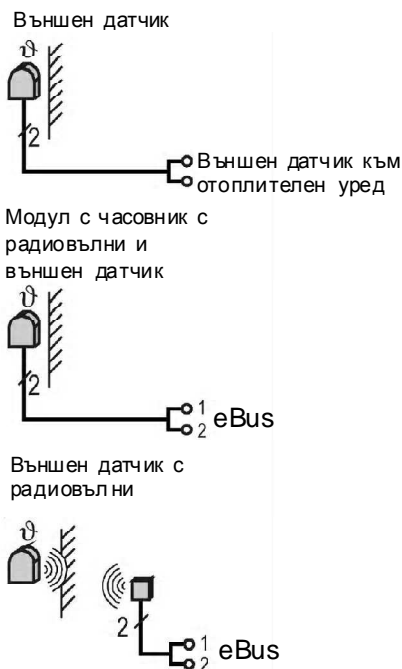 Външен датчик
ϑ
2
Външен датчик към
отоплителен уред
Модул с часовник с
радиовълни и
външен датчик
ϑ
2
1
2 eBus
Външен датчик с
радиовълни
ϑ
2
1
2 eBus